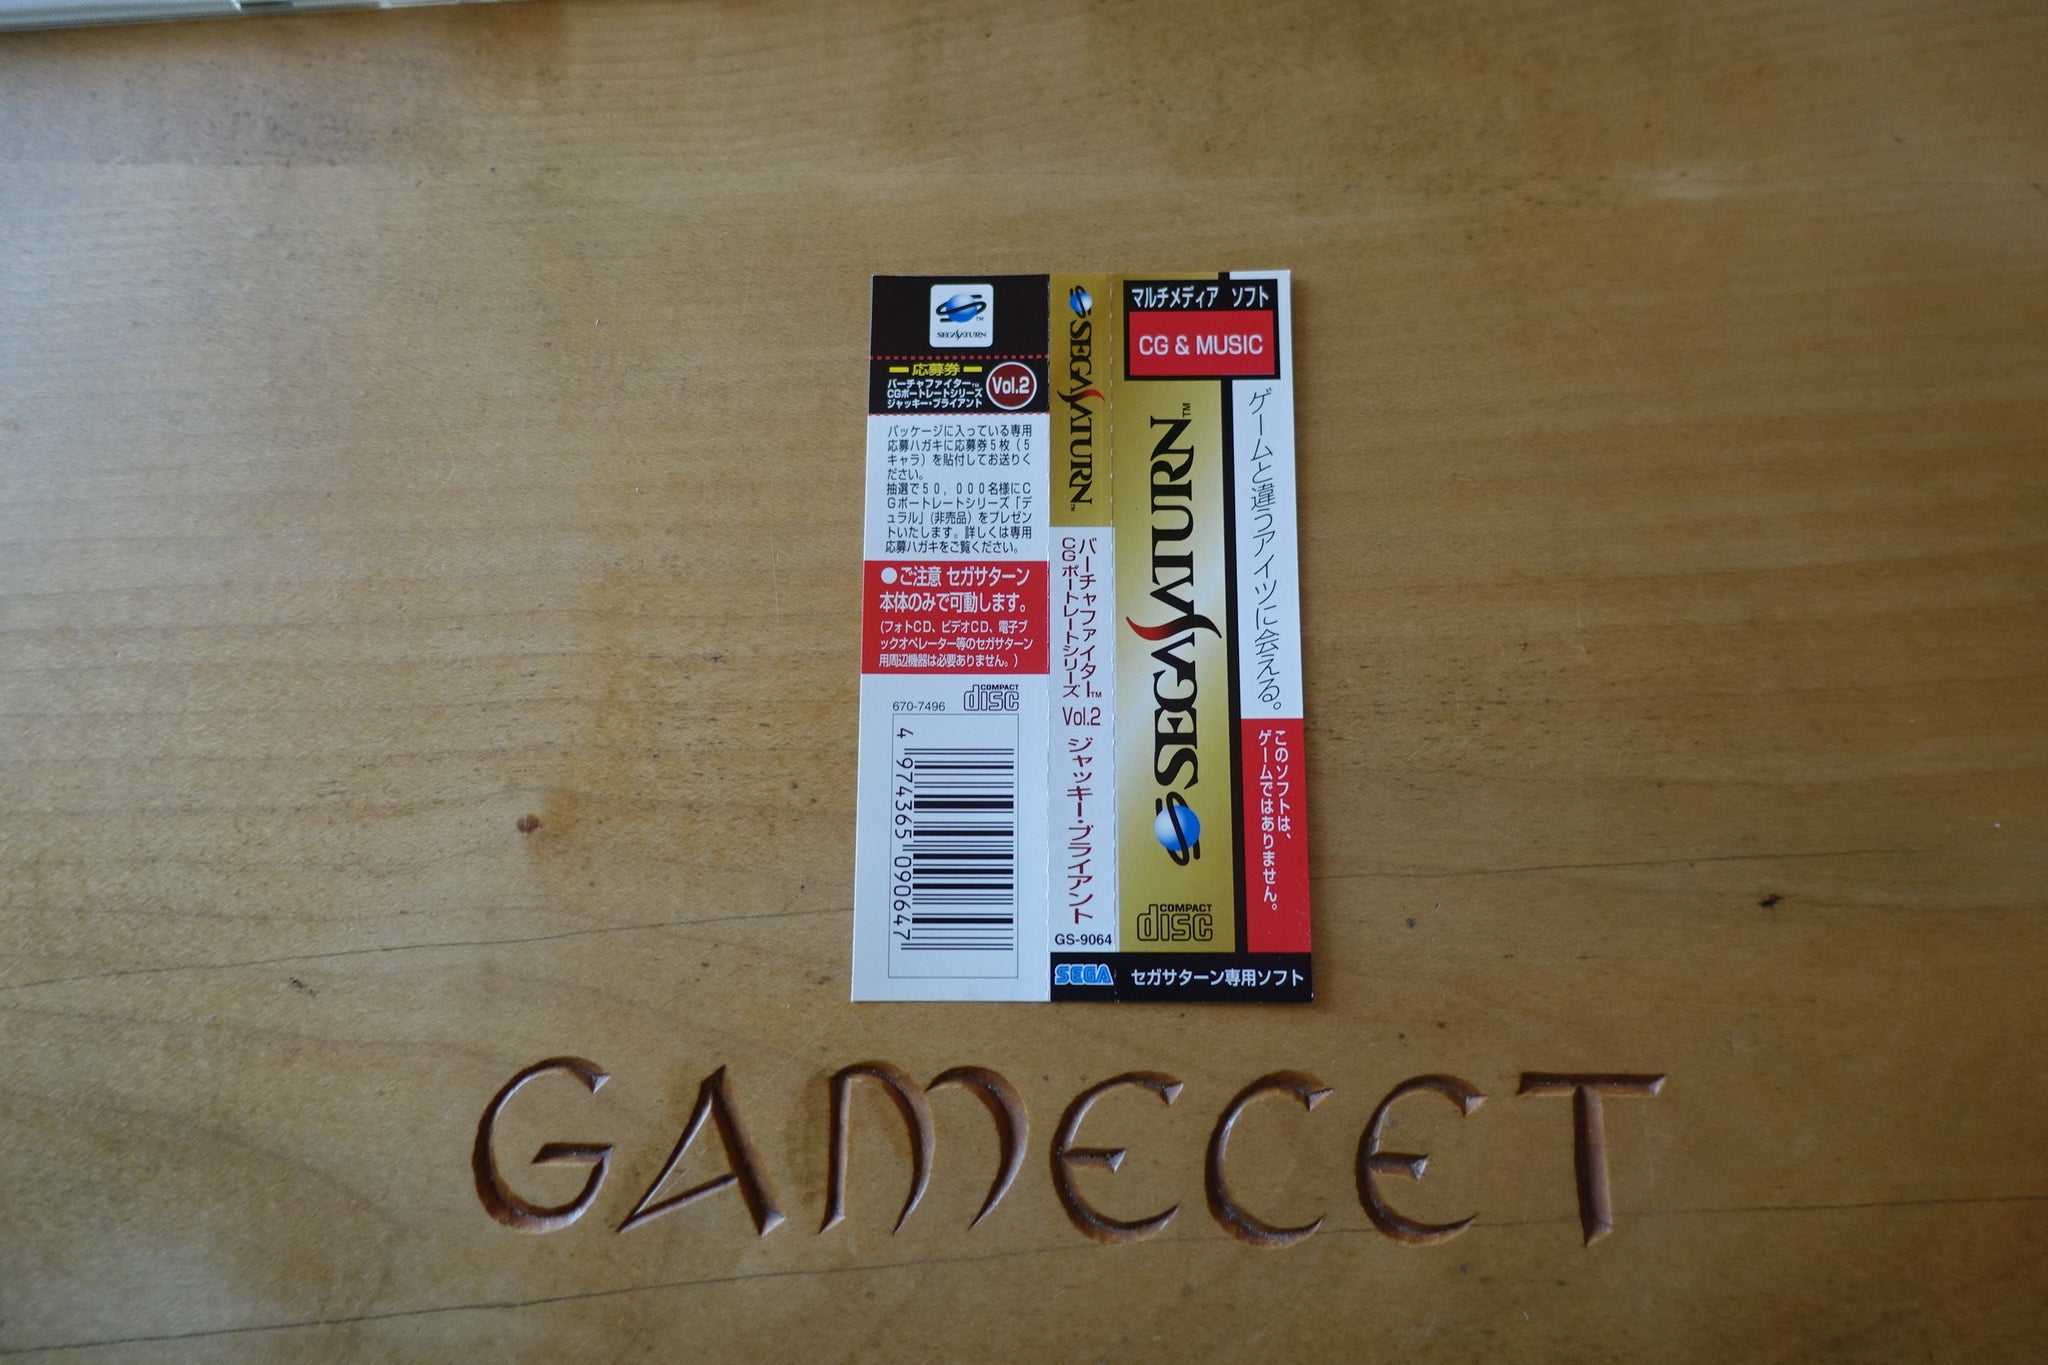 SEGA SATURN
TM
応募券
バーチャファイター™
CGポートレートシリーズ
ジャッキー・ブライアント
Vol.2
パッケージに入っている専用
応募ハガキに応募券5枚(5
キャラ)を貼付してお送りく
ださい。
抽選で50,000名様にC
Gポートレートシリーズ「デ
ュラル」(非売品)をプレゼン
トいたします。詳しくは専用
応募ハガキをご覧ください。
●ご注意 セガサターン
本体のみで可動します。
(フォトCD、ビデオCD、電子ブ
ックオペレーター等のセガサターン
用周辺機器は必要ありません。)
670-7496
COMPACT
disc
4 974365 090647
SEGA SATURN™
バーチャファイター™
CGポートレートシリーズ
Vol.2
ジャッキー・ブライアント
GS-9064
SEGA
マルチメディア ソフト
CG & MUSIC
SEGA SATURN™
COMPACT
disc
ゲームと違うアイツに会える。
このソフトは、
ゲームではありません。
セガサターン専用ソフト
GAMECET